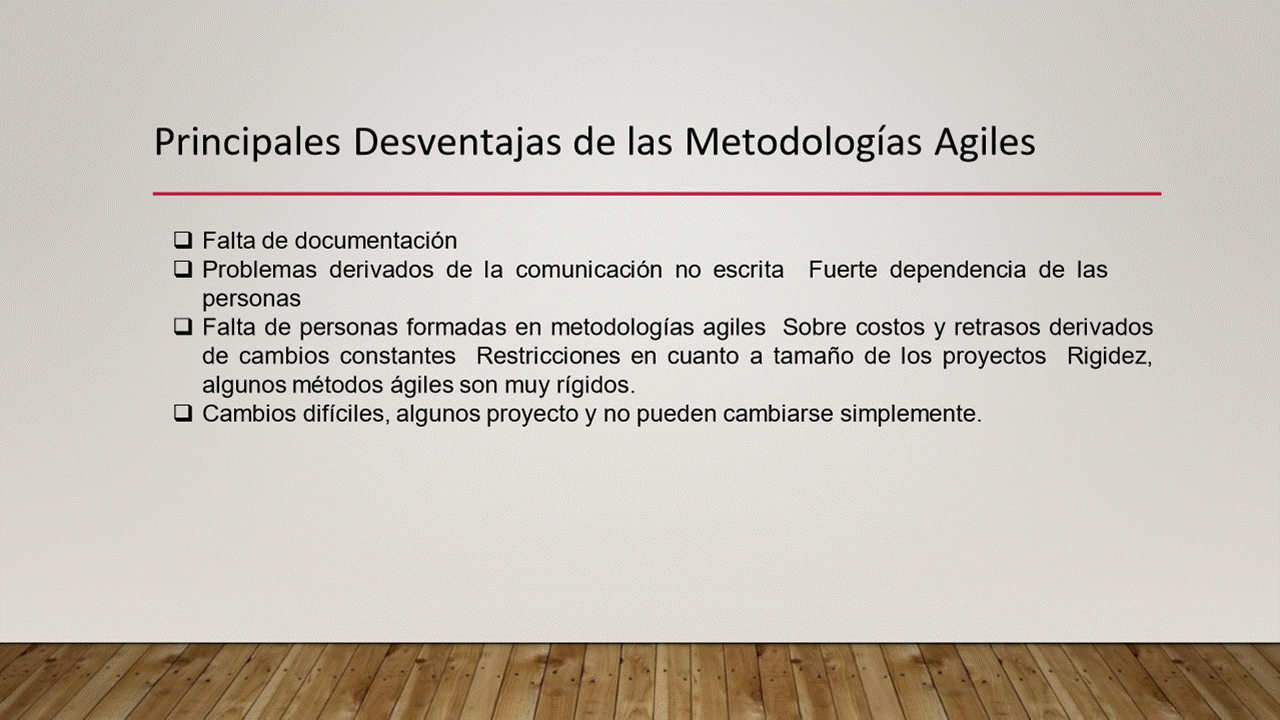 Principales Desventajas de las Metodologías Agiles
❑ Falta de documentación
❑ Problemas derivados de la comunicación no escrita Fuerte dependencia de las
personas
❑ Falta de personas formadas en metodologías agiles Sobre costos y retrasos derivados
de cambios constantes Restricciones en cuanto a tamaño de los proyectos Rigidez,
algunos métodos ágiles son muy rígidos.
❑ Cambios difíciles, algunos proyecto y no pueden cambiarse simplemente.